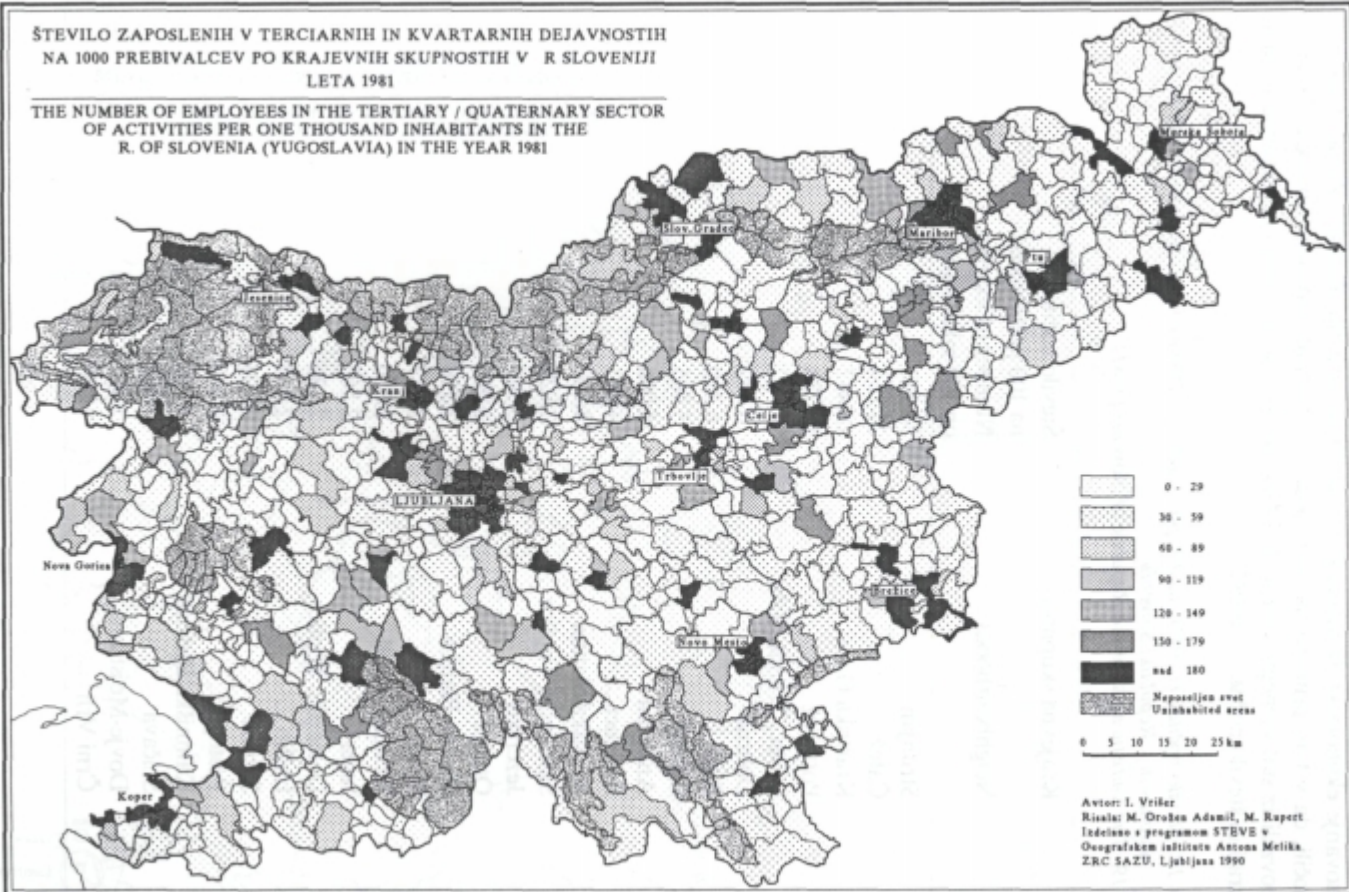 ŠTEVILO ZAPOSLENIH V TERCIARNIH IN KVARTARNIH DEJAVNOSTIH
NA 1000 PREBIVALCEV PO KRAJEVNIH SKUPNOSTIH V R SLOVENIJI
LETA 1981
THE NUMBER OF EMPLOYEES IN THE TERTIARY / QUATERNARY SECTOR
OF ACTIVITIES PER ONE THOUSAND INHABITANTS IN THE
R. OF SLOVENIA (YUGOSLAVIA) IN THE YEAR 1981
Murska Sobota
Slov. Gradec
Maribor
Ptuj
Jesenice
Kranj
Celje
Trbovlje
LJUBLJANA
Nova Gorica
Brežice
Novo Mesto
Koper
0 - 29
30 - 59
60 - 89
90 - 119
120 - 149
150 - 179
nad 180
Neposeljen svet
Uninhabited areas
0 5 10 15 20 25 km
Avtor: I. Vrišer
Risala: M. Orožen Adamič, M. Rupert
Izdelano s programom STEVE v
Geografskem inštitutu Antona Melika
ZRC SAZU, Ljubljana 1990